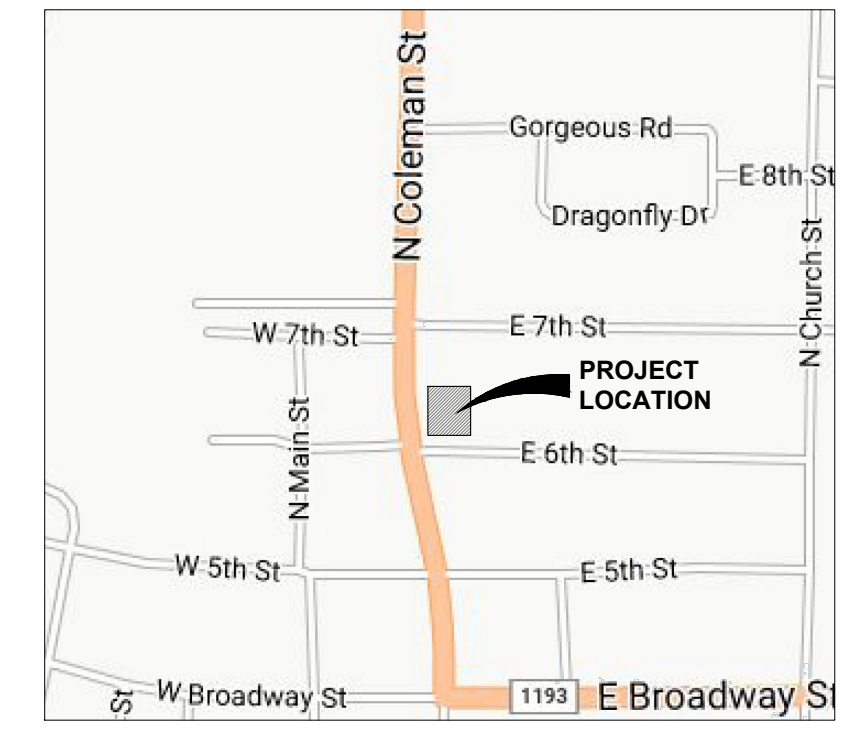 N Coleman St
Gorgeous Rd
E 8th St
Dragonfly Dr
N Church St
W 7th St
E 7th St
PROJECT
LOCATION
N Main St
E 6th St
W 5th St
E 5th St
St
W Broadway St
1193
E Broadway St